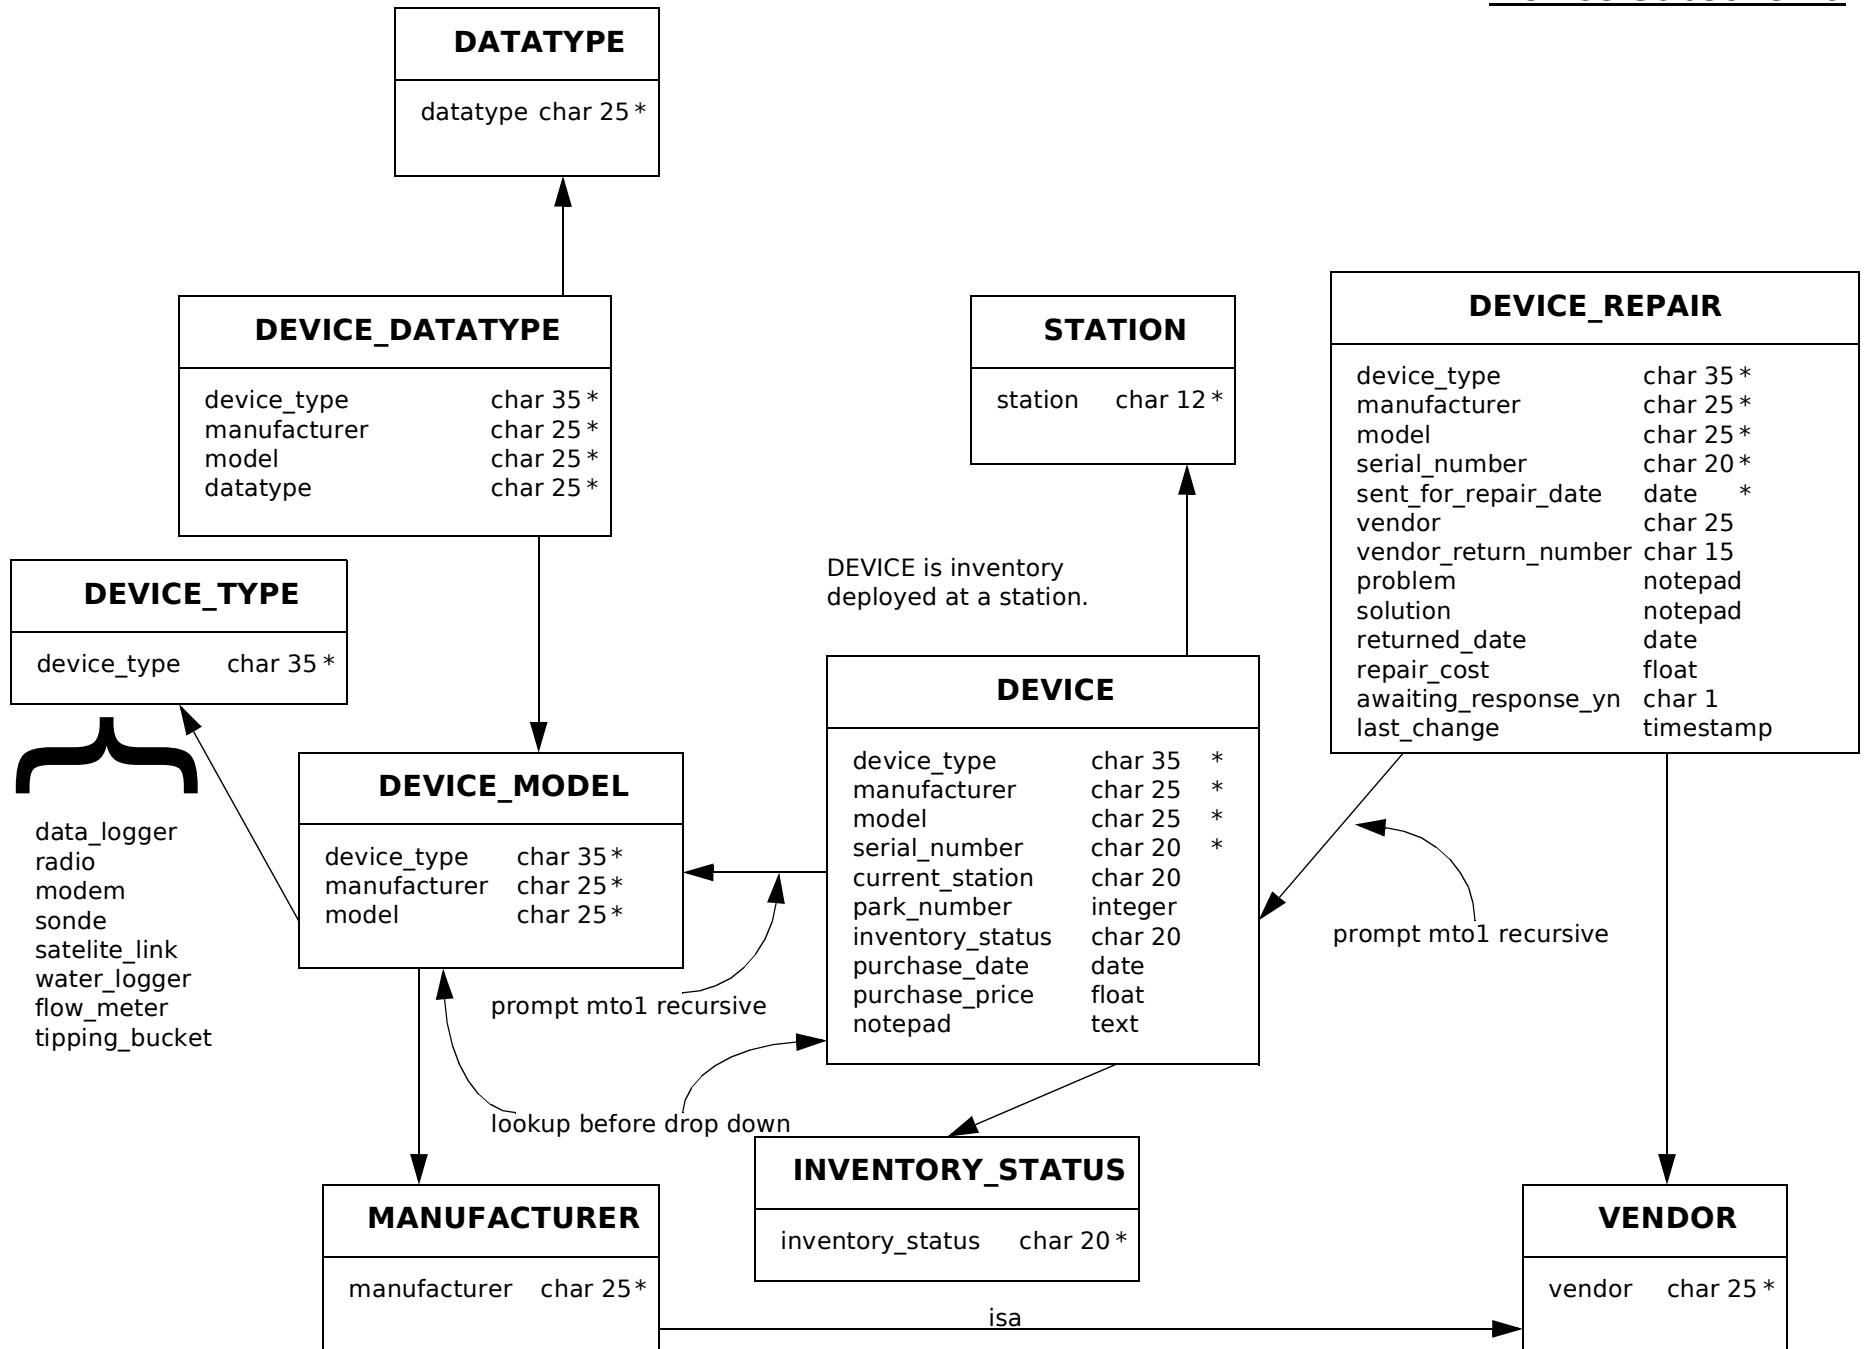 DATATYPE
datatype char 25 *
DEVICE_DATATYPE
device_type char 35 *
manufacturer char 25 *
model char 25 *
datatype char 25 *
STATION
station char 12 *
DEVICE_REPAIR
device_type char 35 *
manufacturer char 25 *
model char 25 *
serial_number char 20 *
sent_for_repair_date date *
vendor char 25
vendor_return_number char 15
problem notepad
solution notepad
returned_date date
repair_cost float
awaiting_response_yn char 1
last_change timestamp
DEVICE_TYPE
device_type char 35 *
data_logger
radio
modem
sonde
satelite_link
water_logger
flow_meter
tipping_bucket
DEVICE is inventory
deployed at a station.
DEVICE
device_type char 35 *
manufacturer char 25 *
model char 25 *
serial_number char 20 *
current_station char 20
park_number integer
inventory_status char 20
purchase_date date
purchase_price float
notepad text
DEVICE_MODEL
device_type char 35 *
manufacturer char 25 *
model char 25 *
prompt mto1 recursive
prompt mto1 recursive
lookup before drop down
INVENTORY_STATUS
inventory_status char 20 *
MANUFACTURER
manufacturer char 25 *
isa
VENDOR
vendor char 25 *